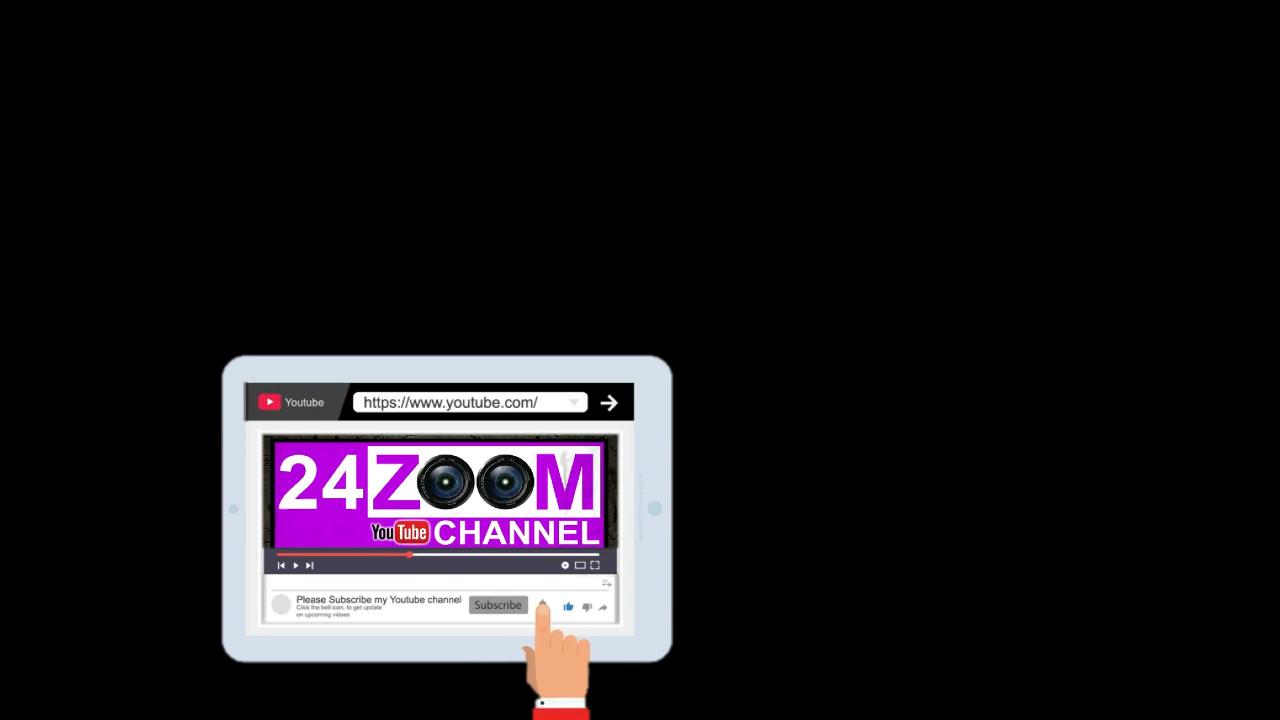 Youtube
https://www.youtube.com/
24ZOOM
YouTube CHANNEL
Please Subscribe my Youtube channel
Click the bell icon, to get update
on upcoming vidoes
Subscribe